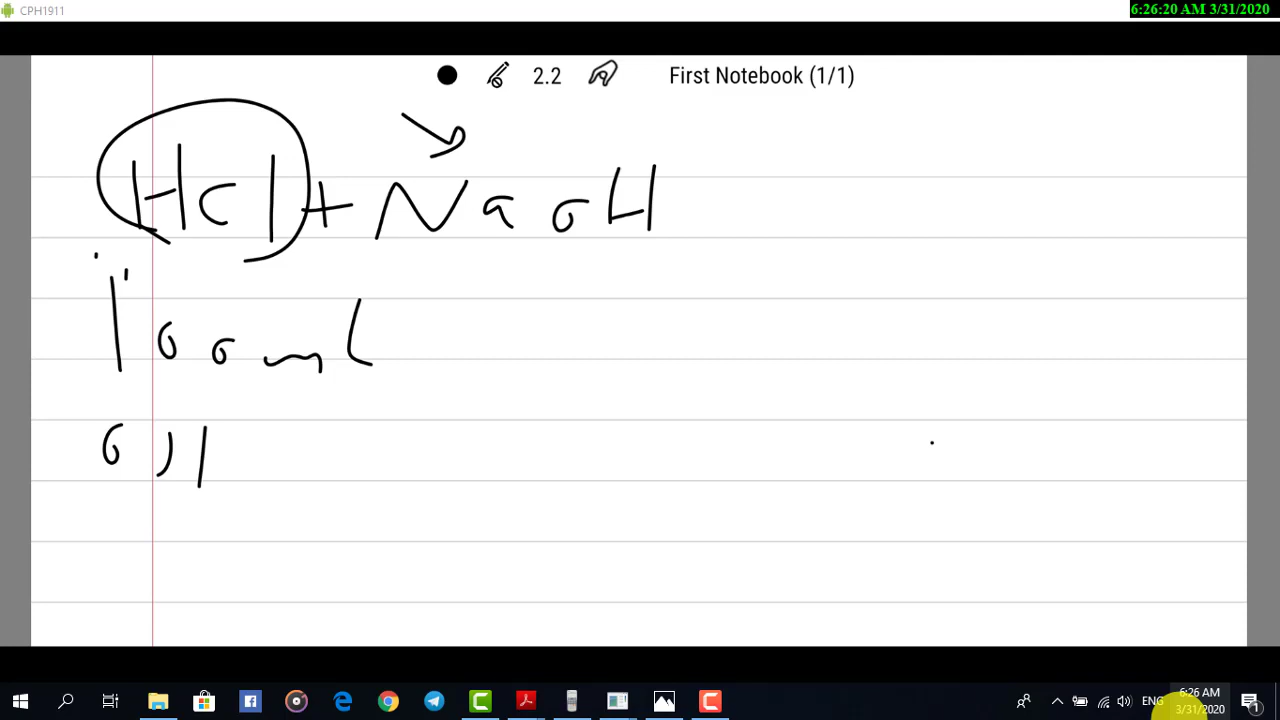 CPH1911
6:26:20 AM 3/31/2020
2.2 First Notebook (1/1)
HCl + NaOH
100 ml
0,1
ENG
6:26 AM
3/31/2020
1